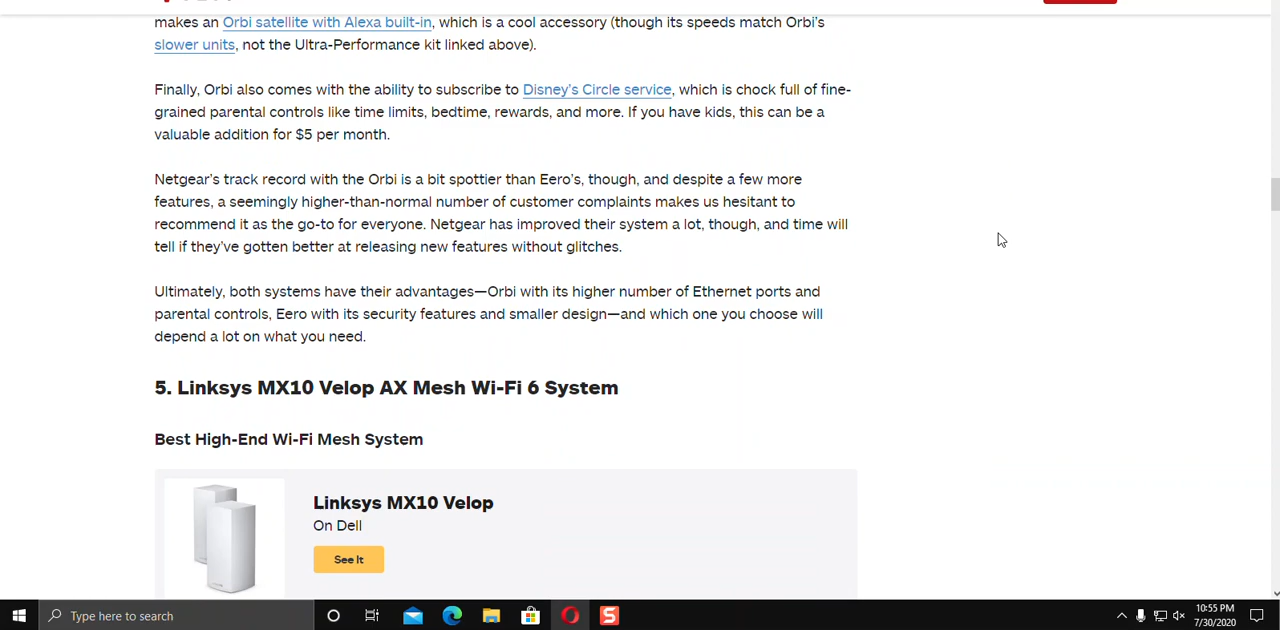 makes an Orbi satellite with Alexa built-in, which is a cool accessory (though its speeds match Orbi's
slower units, not the Ultra-Performance kit linked above).
Finally, Orbi also comes with the ability to subscribe to Disney's Circle service, which is chock full of fine-
grained parental controls like time limits, bedtime, rewards, and more. If you have kids, this can be a
valuable addition for $5 per month.
Netgear's track record with the Orbi is a bit spottier than Eero's, though, and despite a few more
features, a seemingly higher-than-normal number of customer complaints makes us hesitant to
recommend it as the go-to for everyone. Netgear has improved their system a lot, though, and time will
tell if they've gotten better at releasing new features without glitches.
Ultimately, both systems have their advantages—Orbi with its higher number of Ethernet ports and
parental controls, Eero with its security features and smaller design—and which one you choose will
depend a lot on what you need.
5. Linksys MX10 Velop AX Mesh Wi-Fi 6 System
Best High-End Wi-Fi Mesh System
Linksys MX10 Velop
On Dell
See It
Type here to search
S
10:55 PM
7/30/2020